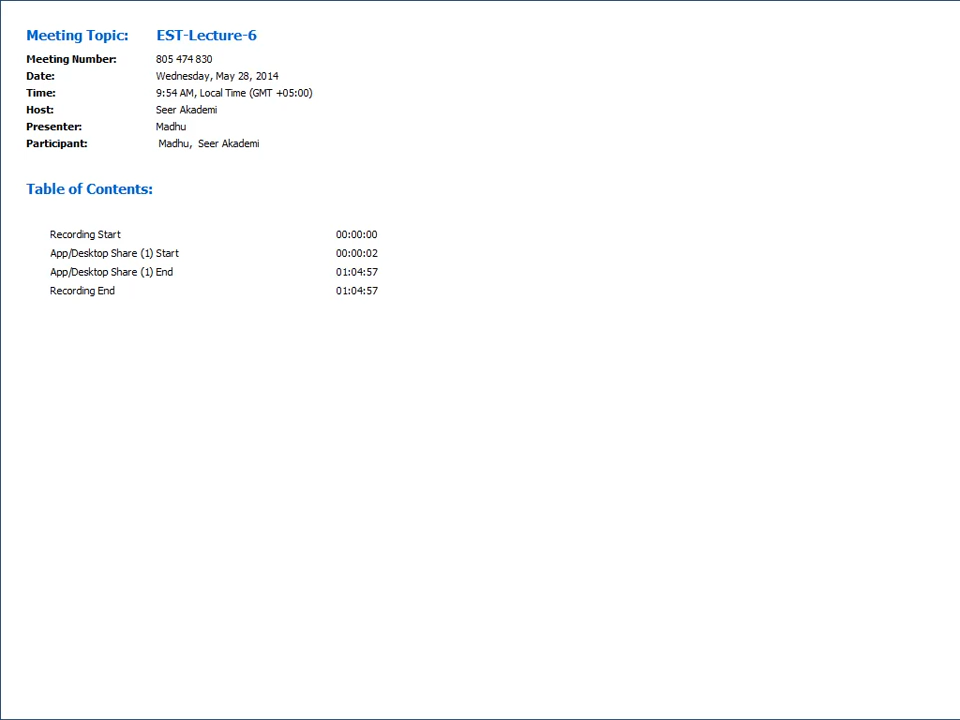 Meeting Topic: EST-Lecture-6
Meeting Number: 805 474 830
Date: Wednesday, May 28, 2014
Time: 9:54 AM, Local Time (GMT +05:00)
Host: Seer Akademi
Presenter: Madhu
Participant: Madhu, Seer Akademi
Table of Contents:
Recording Start 00:00:00
App/Desktop Share (1) Start 00:00:02
App/Desktop Share (1) End 01:04:57
Recording End 01:04:57